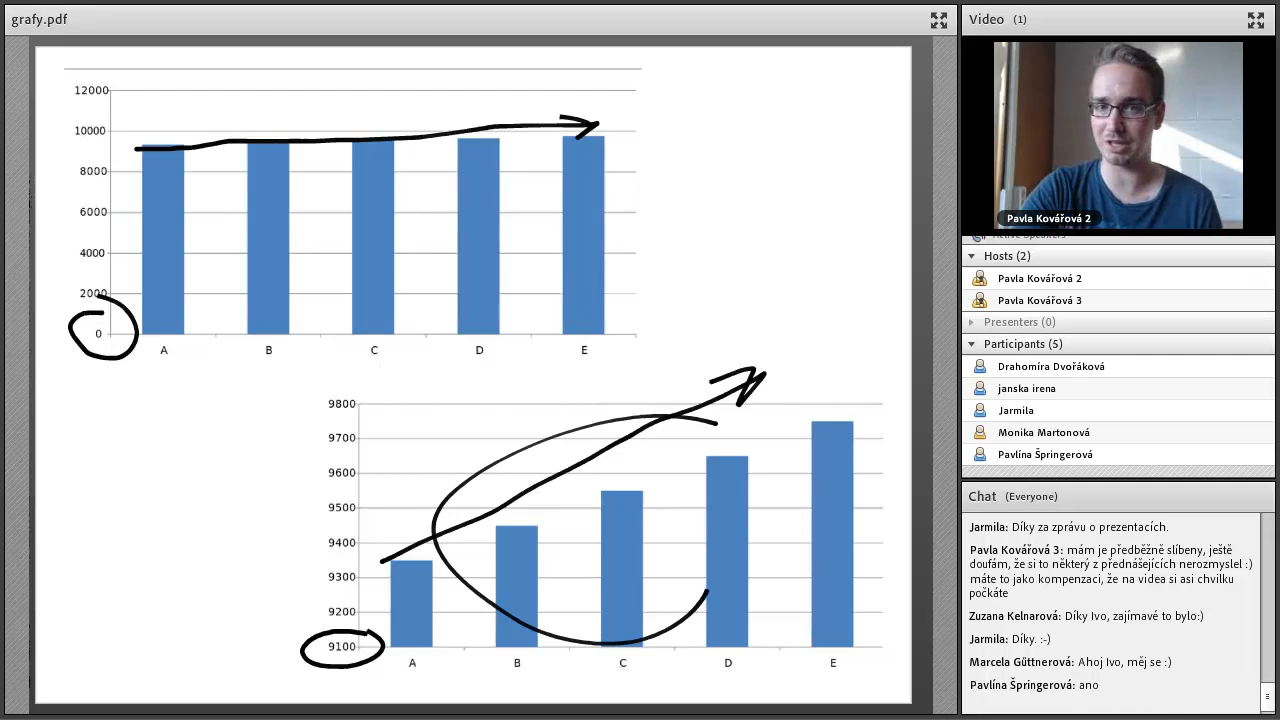 grafy.pdf
12000
10000
8000
6000
4000
2000
0
A B C D E
9800
9700
9600
9500
9400
9300
9200
9100
A B C D E
Video (1)
Pavla Kovářová 2
Active Speakers
Hosts (2)
Pavla Kovářová 2
Pavla Kovářová 3
Presenters (0)
Participants (5)
Drahomíra Dvořáková
janska irena
Jarmila
Monika Martonová
Pavlína Špringerová
Chat (Everyone)
Jarmila: Díky za zprávu o prezentacích.
Pavla Kovářová 3: mám je předběžně slíbeny, ještě
doufám, že si to některý z přednášejících nerozmyslel :)
máte to jako kompenzaci, že na videa si asi chvilku
počkáte
Zuzana Kelnarová: Díky Ivo, zajímavé to bylo:)
Jarmila: Díky. :-)
Marcela Gűttnerová: Ahoj Ivo, měj se :)
Pavlína Špringerová: ano